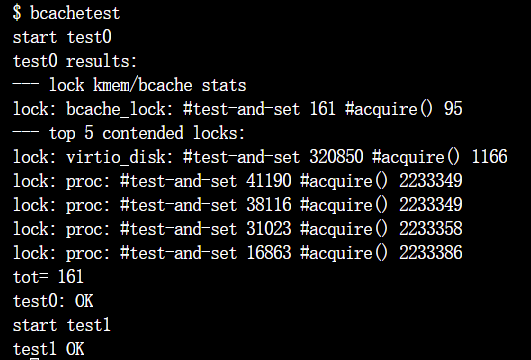 $ bcachetest
start test0
test0 results:
--- lock kmem/bcache stats
lock: bcache_lock: #test-and-set 161 #acquire() 95
--- top 5 contended locks:
lock: virtio_disk: #test-and-set 320850 #acquire() 1166
lock: proc: #test-and-set 41190 #acquire() 2233349
lock: proc: #test-and-set 38116 #acquire() 2233349
lock: proc: #test-and-set 31023 #acquire() 2233358
lock: proc: #test-and-set 16863 #acquire() 2233386
tot= 161
test0: OK
start test1
test1 OK